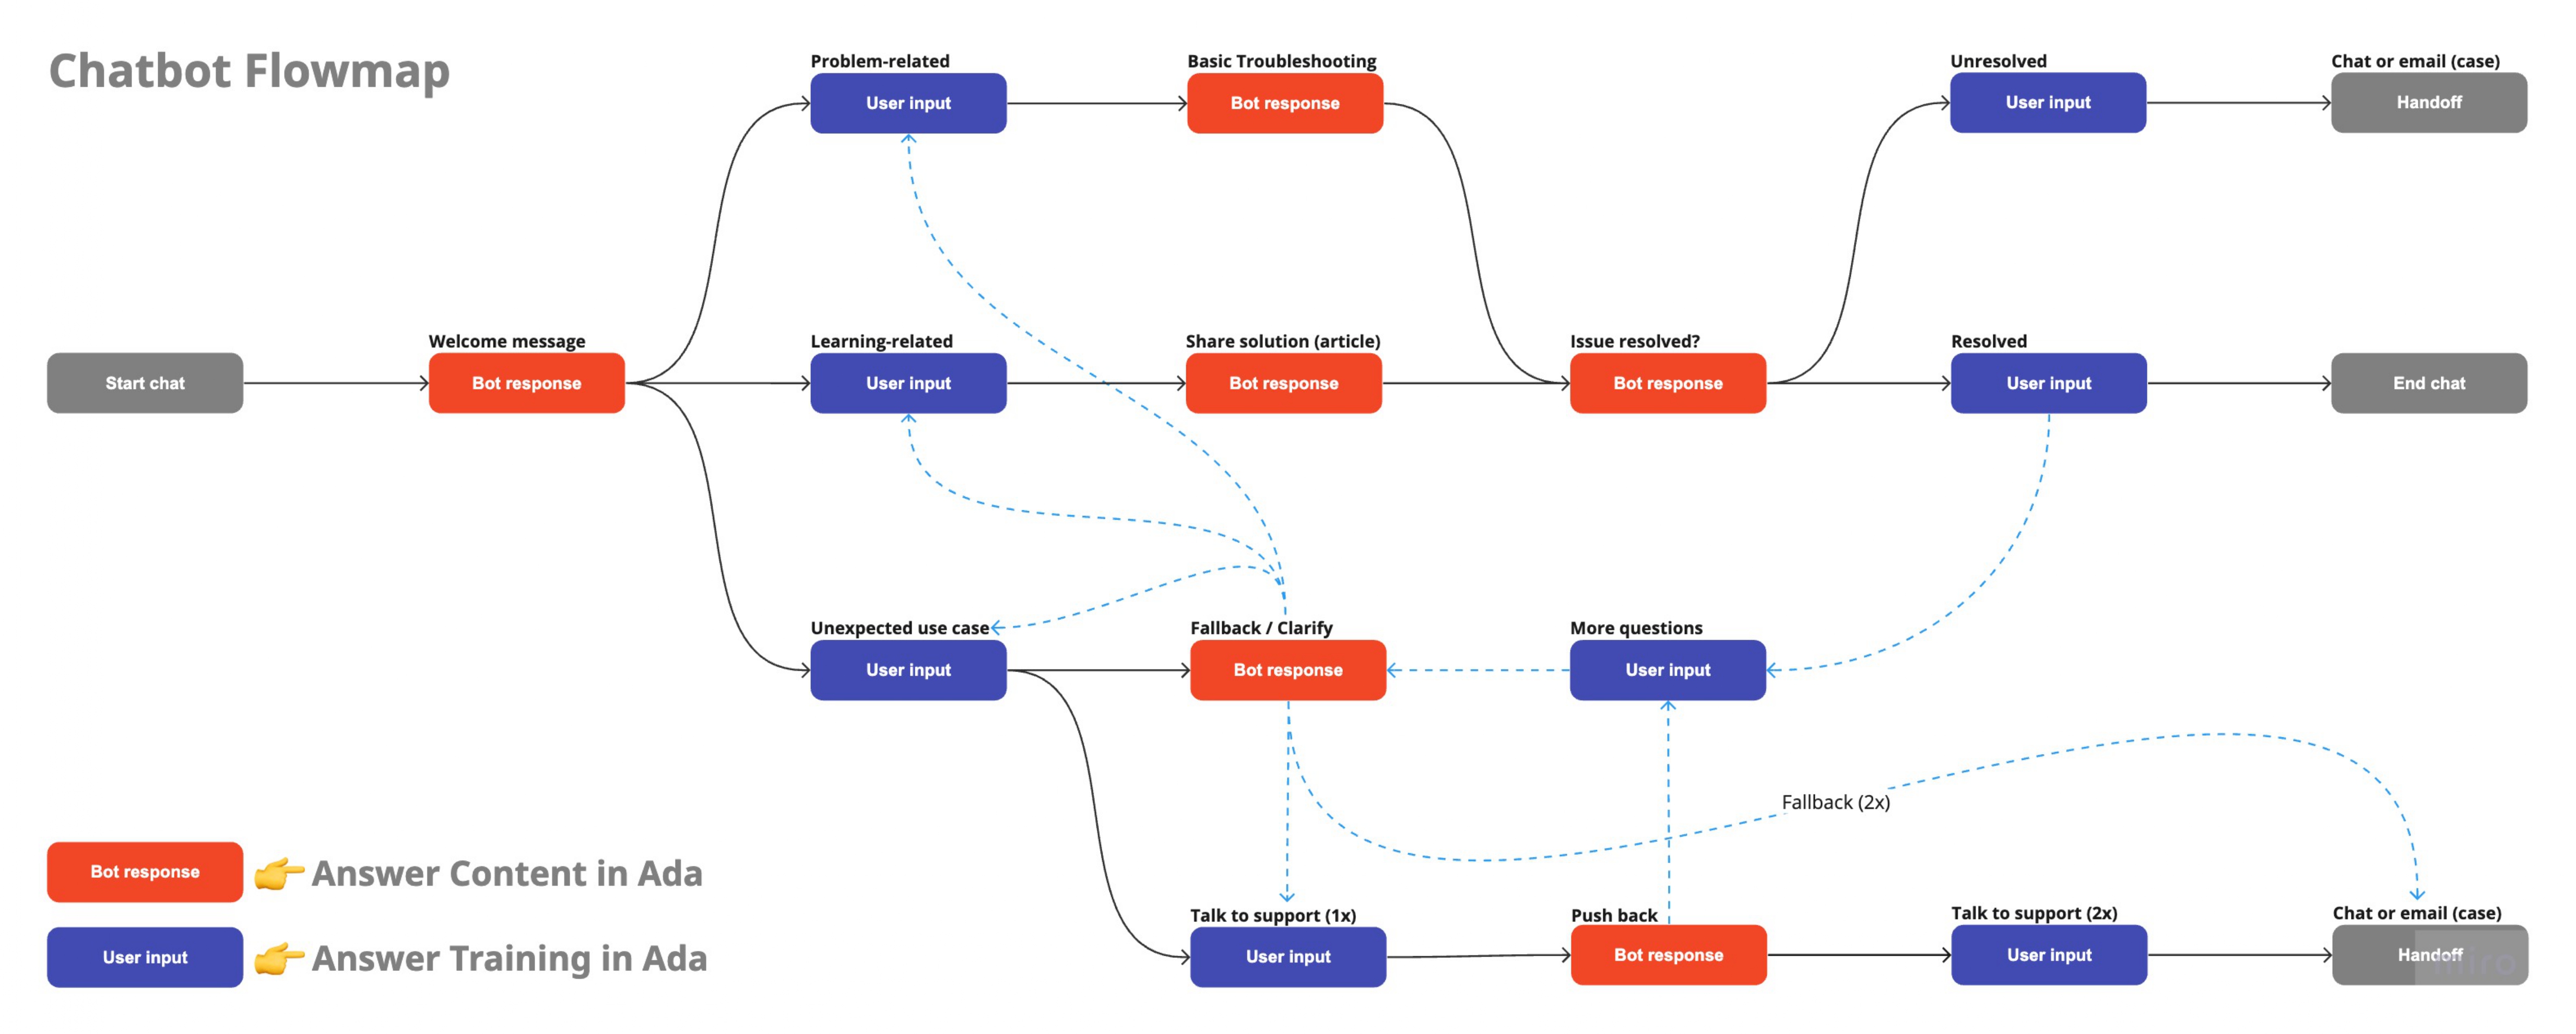 Chatbot Flowmap
Problem-related
User input
Basic Troubleshooting
Bot response
Unresolved
User input
Chat or email (case)
Handoff
Start chat
Welcome message
Bot response
Learning-related
User input
Share solution (article)
Bot response
Issue resolved?
Bot response
Resolved
User input
End chat
Unexpected use case
User input
Fallback / Clarify
Bot response
More questions
User input
Fallback (2x)
Bot response
👉 Answer Content in Ada
User input
👉 Answer Training in Ada
Talk to support (1x)
User input
Push back
Bot response
Talk to support (2x)
User input
Chat or email (case)
Handoff
miro